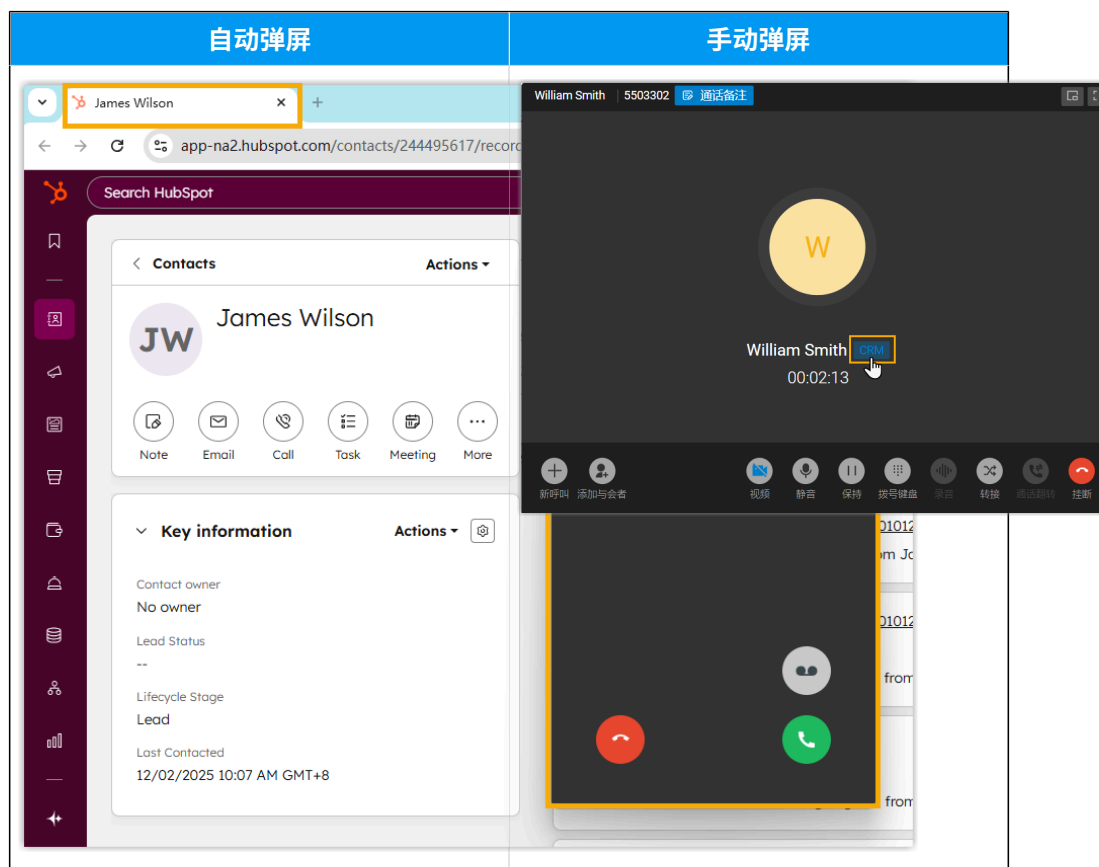 自动弹屏
手动弹屏
James Wilson
app-na2.hubspot.com/contacts/244495617/recor
Search HubSpot
Contacts
Actions
JW
James Wilson
Note Email Call Task Meeting More
Key information
Actions
Contact owner
No owner
Lead Status
--
Lifecycle Stage
Lead
Last Contacted
12/02/2025 10:07 AM GMT+8
William Smith 5503302 通话备注
W
William Smith CRM
00:02:13
新呼叫 添加与会者 视频 静音 保持 拨号键盘 录音 转接 通话翻转 挂断
01012
om Jo
01012
from
from